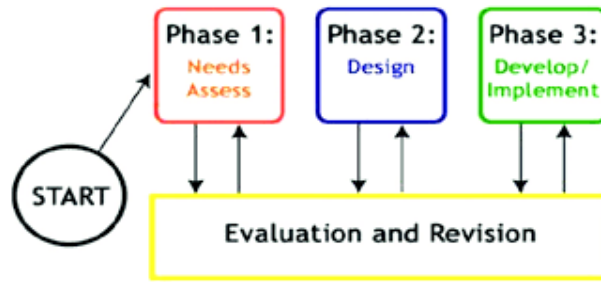 Phase 1:
Needs
Assess
Phase 2:
Design
Phase 3:
Develop/
Implement
START
Evaluation and Revision